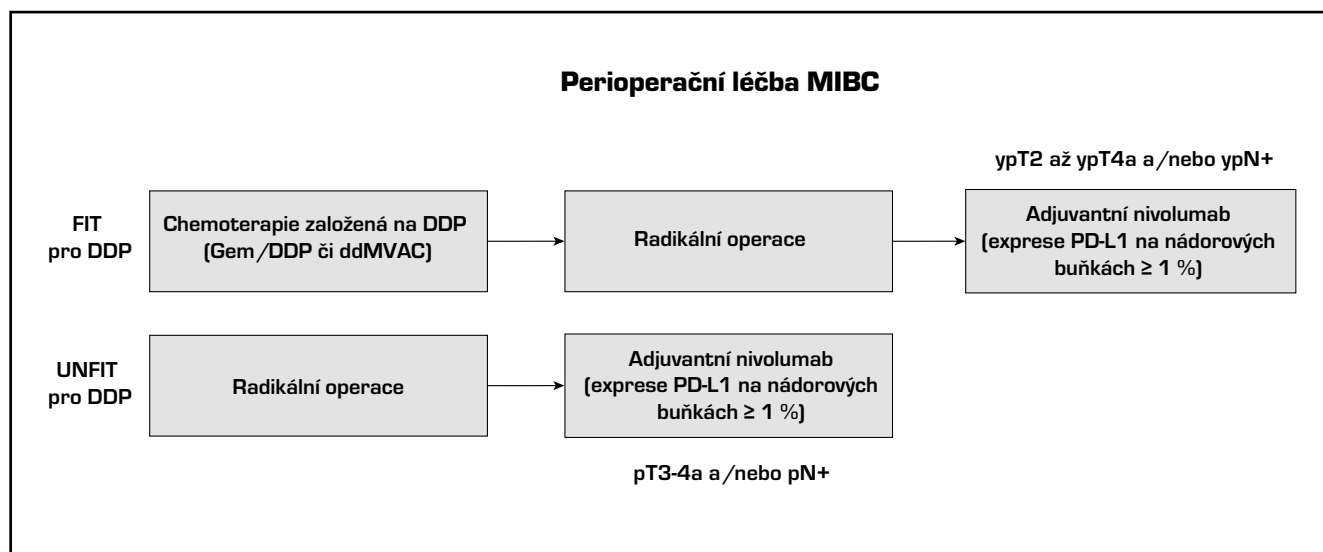 Perioperační léčba MIBC
ypT2 až ypT4a a/nebo ypN+
FIT
pro DDP
Chemoterapie založená na DDP
(Gem/DDP či ddMVAC)
Radikální operace
Adjuvantní nivolumab
(exprese PD-L1 na nádorových
buňkách ≥ 1 %)
UNFIT
pro DDP
Radikální operace
Adjuvantní nivolumab
(exprese PD-L1 na nádorových
buňkách ≥ 1 %)
pT3-4a a/nebo pN+